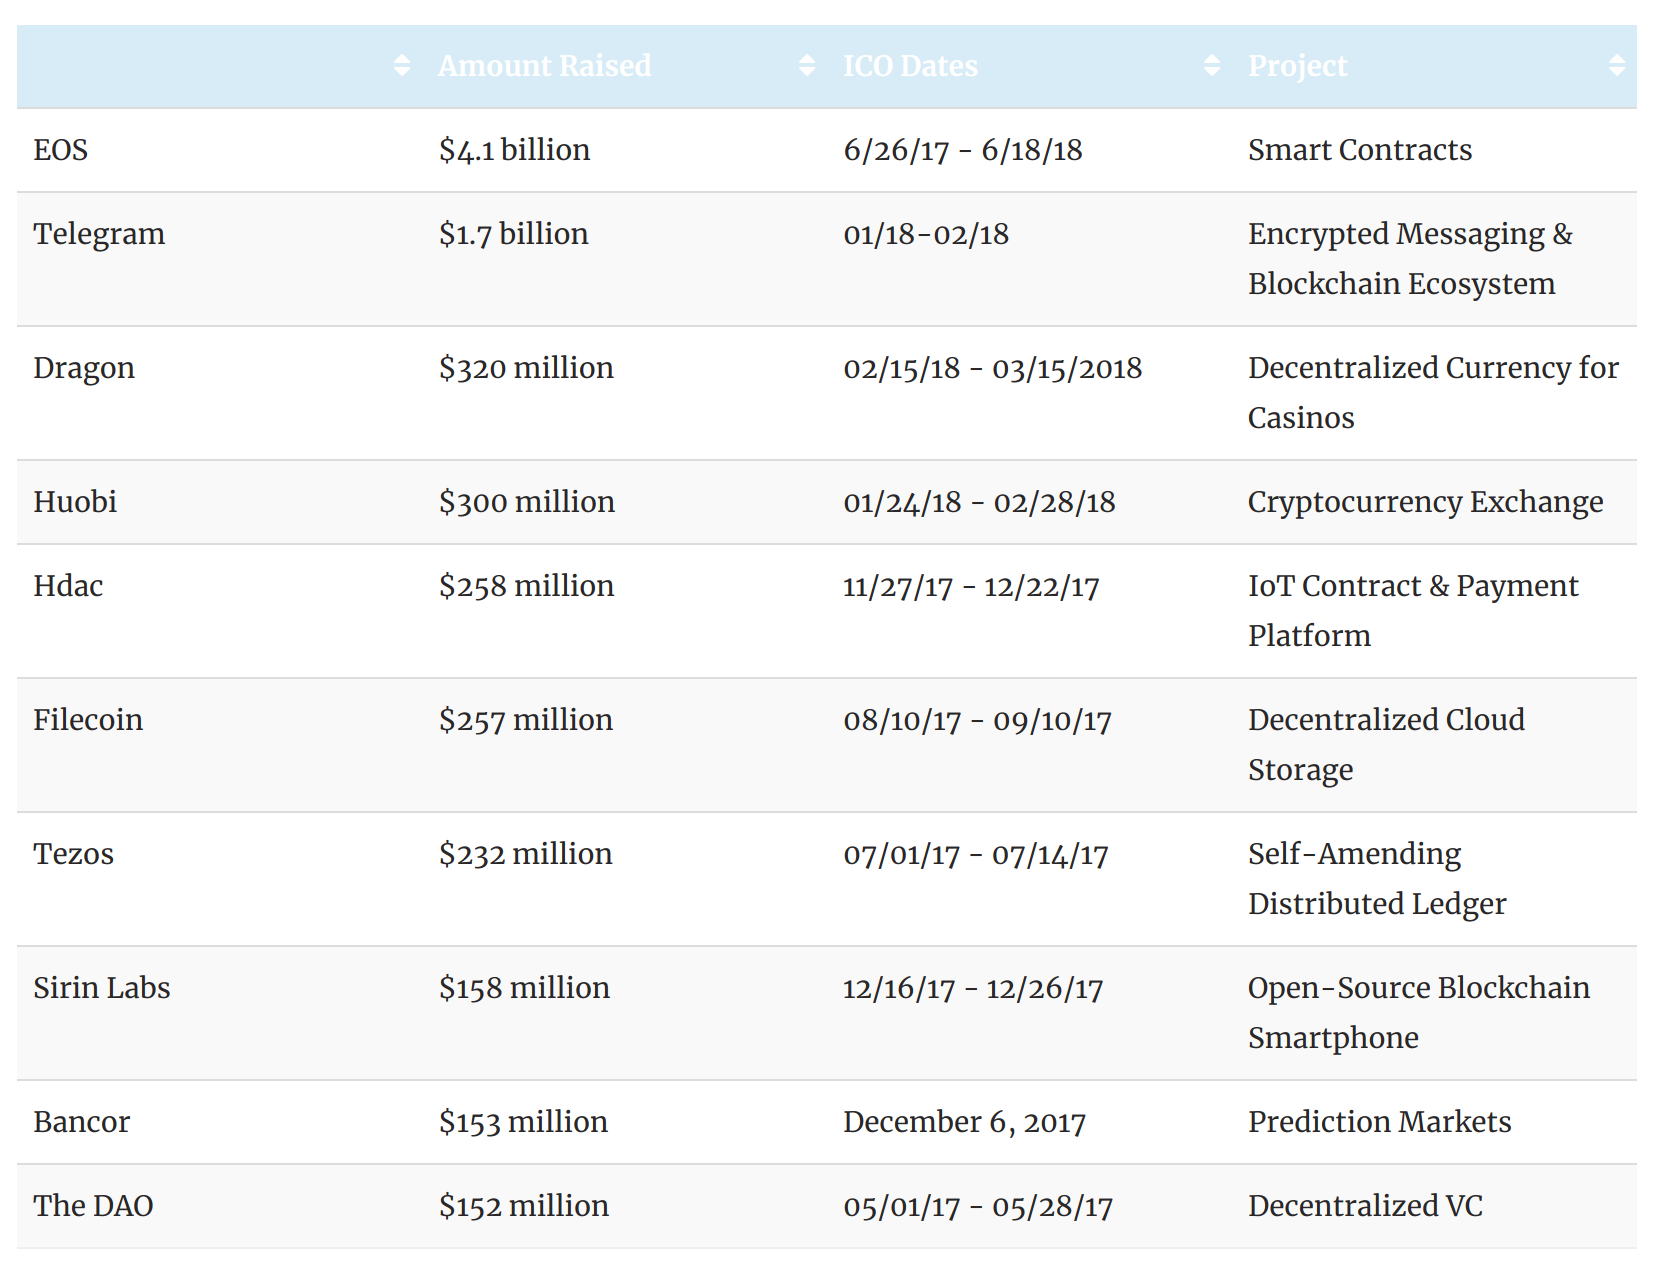 Amount Raised ICO Dates Project
EOS $4.1 billion 6/26/17 - 6/18/18 Smart Contracts
Telegram $1.7 billion 01/18-02/18 Encrypted Messaging &
Blockchain Ecosystem
Dragon $320 million 02/15/18 - 03/15/2018 Decentralized Currency for
Casinos
Huobi $300 million 01/24/18 - 02/28/18 Cryptocurrency Exchange
Hdac $258 million 11/27/17 - 12/22/17 IoT Contract & Payment
Platform
Filecoin $257 million 08/10/17 - 09/10/17 Decentralized Cloud
Storage
Tezos $232 million 07/01/17 - 07/14/17 Self-Amending
Distributed Ledger
Sirin Labs $158 million 12/16/17 - 12/26/17 Open-Source Blockchain
Smartphone
Bancor $153 million December 6, 2017 Prediction Markets
The DAO $152 million 05/01/17 - 05/28/17 Decentralized VC